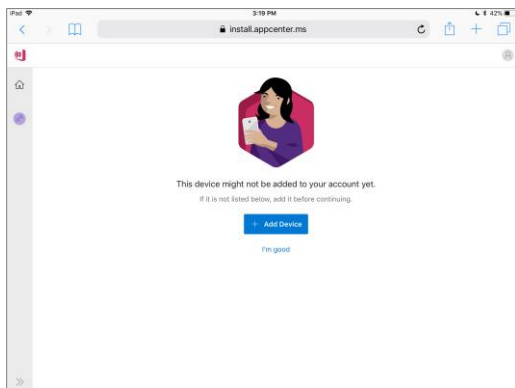 iPad 3:19 PM 42%
install.appcenter.ms
This device might not be added to your account yet.
If it is not listed below, add it before continuing.
+ Add Device
I'm good